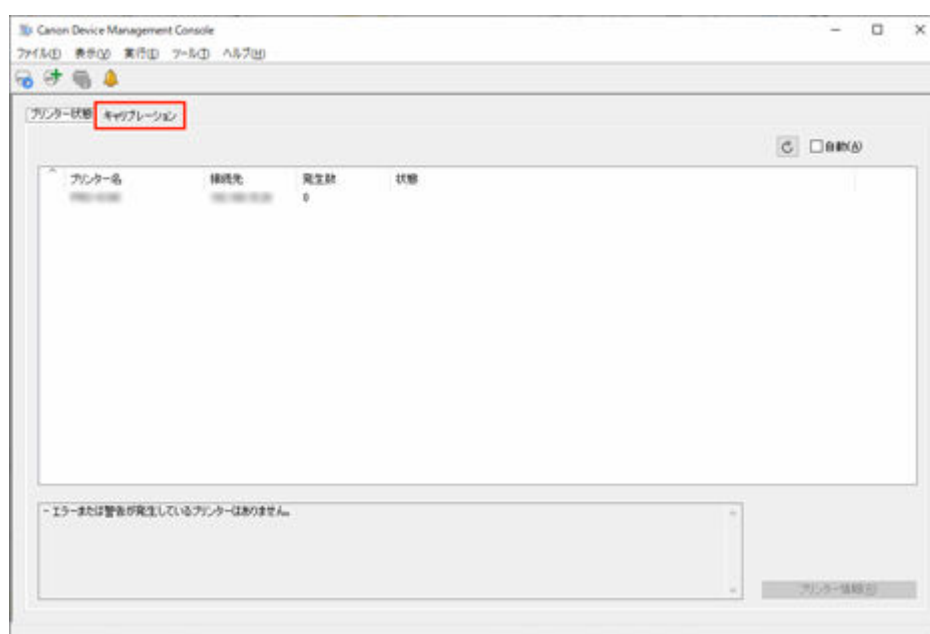 Canon Device Management Console
ファイル(F) 表示(V) 実行(E) ツール(T) ヘルプ(H)
プリンター状態 キャリブレーション
自動(A)
プリンター名 接続先 発生数 状態
0
- エラーまたは警告が発生しているプリンターはありません。
プリンター情報